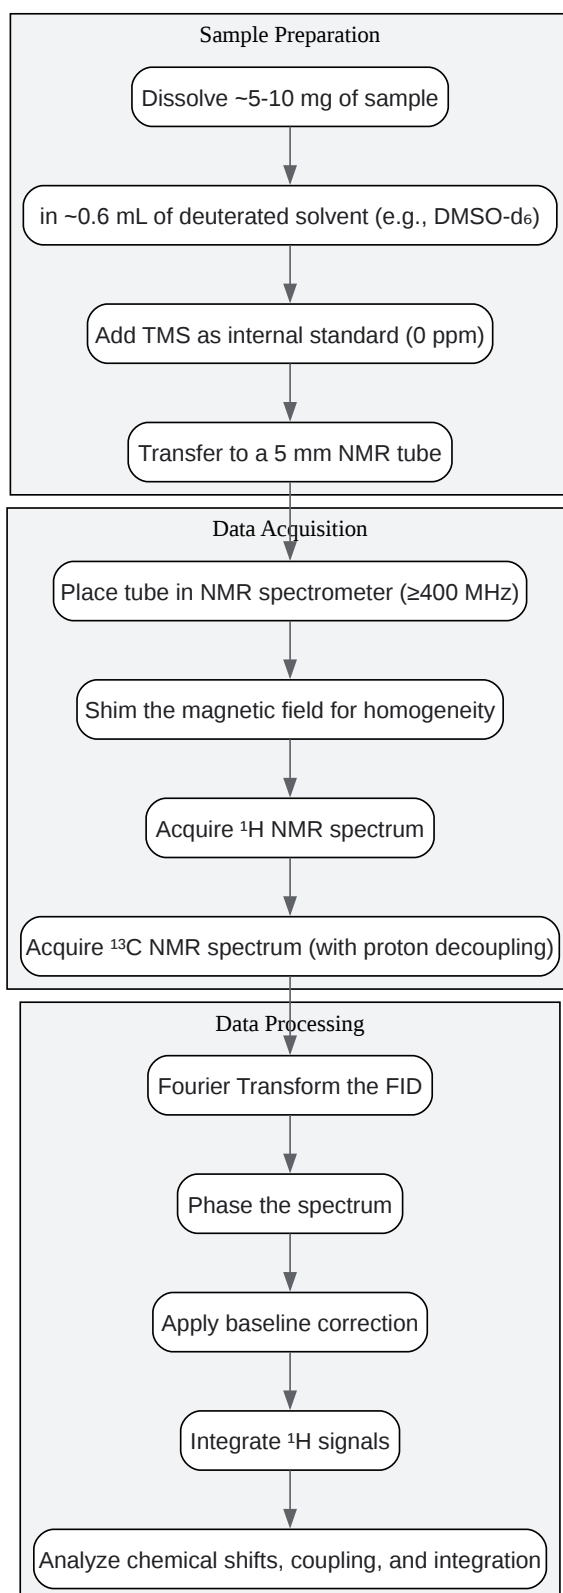 Sample Preparation
Dissolve ~5-10 mg of sample
in ~0.6 mL of deuterated solvent (e.g., DMSO-d₆)
Add TMS as internal standard (0 ppm)
Transfer to a 5 mm NMR tube
Data Acquisition
Place tube in NMR spectrometer (≥400 MHz)
Shim the magnetic field for homogeneity
Acquire ¹H NMR spectrum
Acquire ¹³C NMR spectrum (with proton decoupling)
Data Processing
Fourier Transform the FID
Phase the spectrum
Apply baseline correction
Integrate ¹H signals
Analyze chemical shifts, coupling, and integration